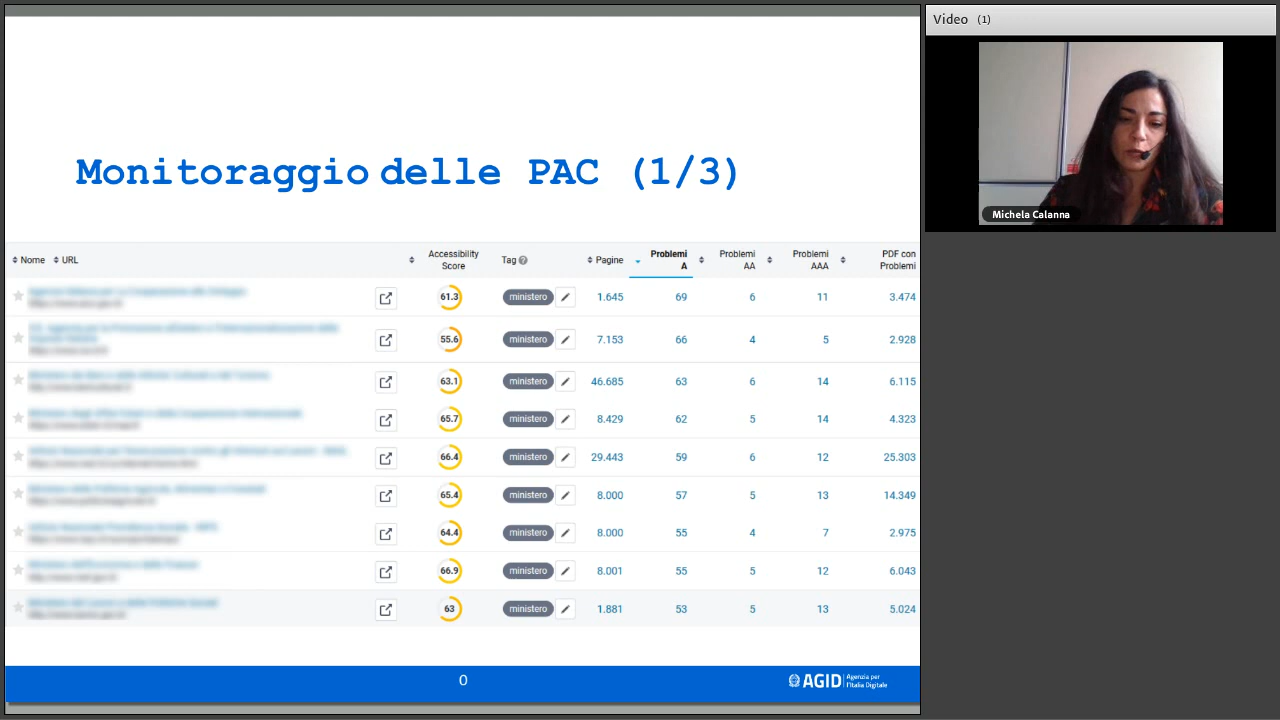 Video (1)
Michela Calanna
Monitoraggio delle PAC (1/3)
Nome URL Accessibility Score Tag Pagine Problemi A Problemi AA Problemi AAA PDF con Problemi
61.3 ministero 1.645 69 6 11 3.474
55.6 ministero 7.153 66 4 5 2.928
63.1 ministero 46.685 63 6 14 6.115
65.7 ministero 8.429 62 5 14 4.323
66.4 ministero 29.443 59 6 12 25.303
65.4 ministero 8.000 57 5 13 14.349
64.4 ministero 8.000 55 4 7 2.975
66.9 ministero 8.001 55 5 12 6.043
63 ministero 1.881 53 5 13 5.024
0
AGID Agenzia per l'Italia Digitale